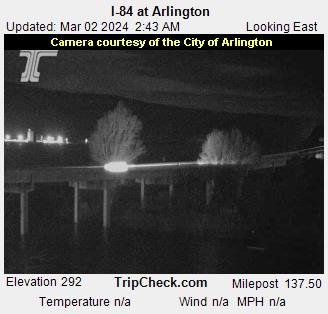 I-84 at Arlington
Updated: Mar 02 2024 2:43 AM Looking East
Camera courtesy of the City of Arlington
Elevation 292 TripCheck.com Milepost 137.50
Temperature n/a Wind n/a MPH n/a